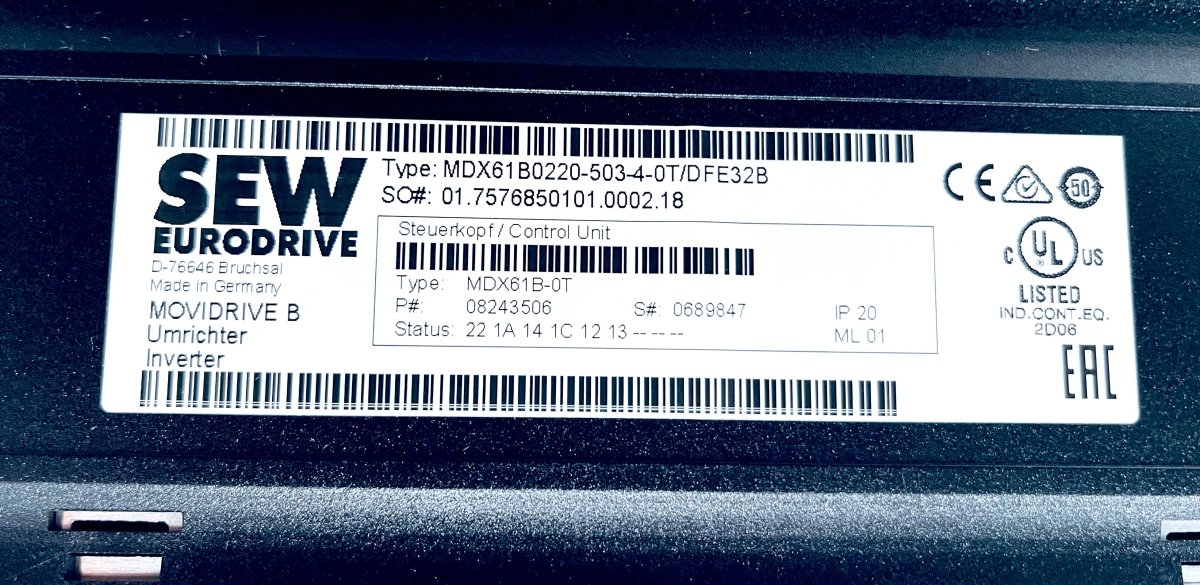 SEW
EURODRIVE
D-76646 Bruchsal
Made in Germany
MOVIDRIVE B
Umrichter
Inverter
Type: MDX61B0220-503-4-0T/DFE32B
SO#: 01.7576850101.0002.18
Steuerkopf / Control Unit
Type: MDX61B-0T
P#: 08243506 S#: 0689847 IP 20
Status: 22 1A 14 1C 12 13 -- -- -- ML 01
CE 50
c UL US
®
LISTED
IND.CONT.EQ.
2D06
EAC